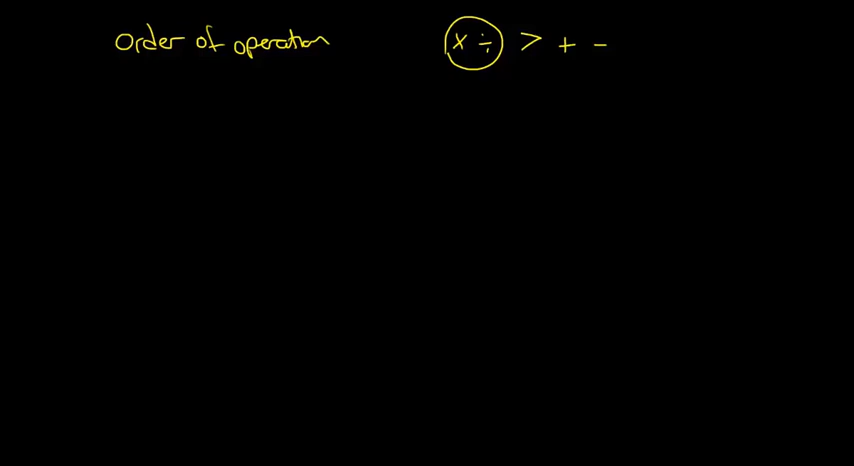 Order of operation × ÷ > + −